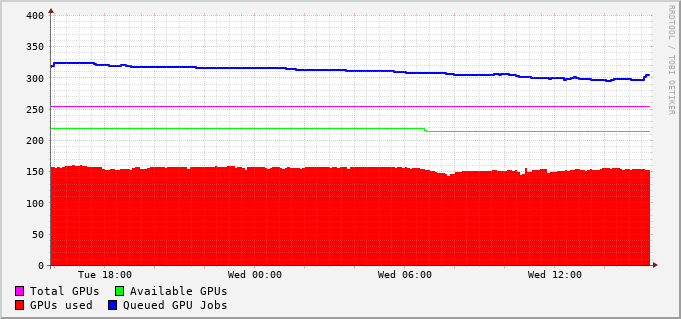 400
350
300
250
200
150
100
50
0
Tue 18:00 Wed 00:00 Wed 06:00 Wed 12:00
Total GPUs Available GPUs
GPUs used Queued GPU Jobs
RRDTOOL / TOBI OETIKER